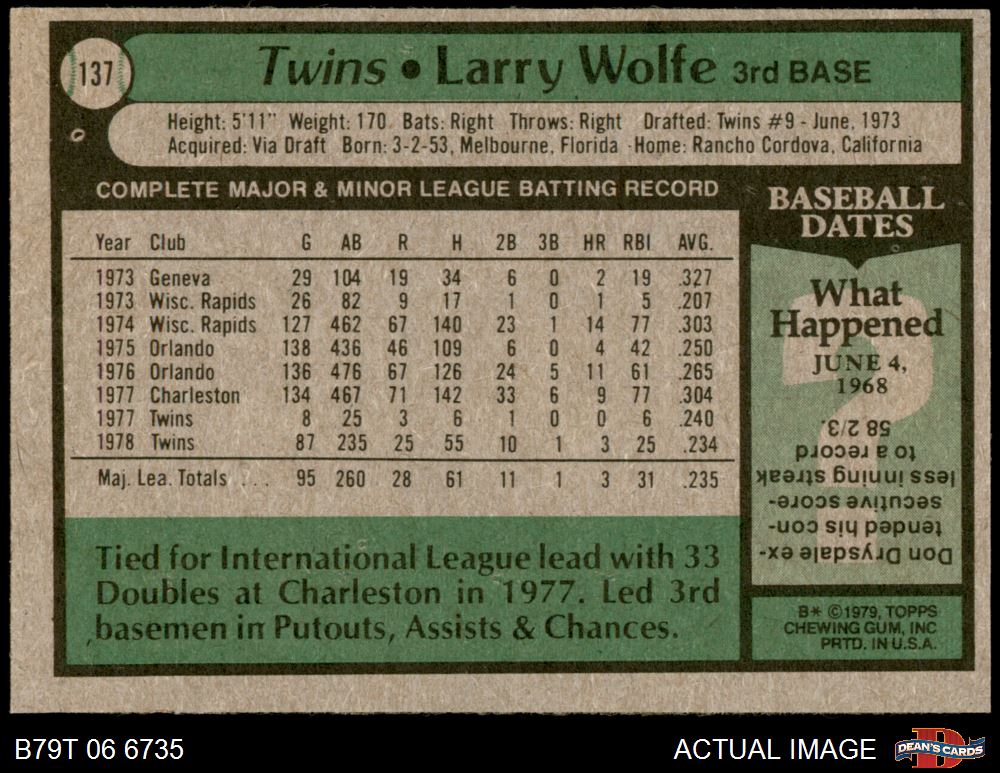 137
Twins • Larry Wolfe 3rd BASE
Height: 5'11" Weight: 170 Bats: Right Throws: Right Drafted: Twins #9 - June, 1973
Acquired: Via Draft Born: 3-2-53, Melbourne, Florida Home: Rancho Cordova, California
COMPLETE MAJOR & MINOR LEAGUE BATTING RECORD
Year Club G AB R H 2B 3B HR RBI AVG.
1973 Geneva 29 104 19 34 6 0 2 19 .327
1973 Wisc. Rapids 26 82 9 17 1 0 1 5 .207
1974 Wisc. Rapids 127 462 67 140 23 1 14 77 .303
1975 Orlando 138 436 46 109 6 0 4 42 .250
1976 Orlando 136 476 67 126 24 5 11 61 .265
1977 Charleston 134 467 71 142 33 6 9 77 .304
1977 Twins 8 25 3 6 1 0 0 6 .240
1978 Twins 87 235 25 55 10 1 3 25 .234
Maj. Lea. Totals . . . 95 260 28 61 11 1 3 31 .235
Tied for International League lead with 33
Doubles at Charleston in 1977. Led 3rd
basemen in Putouts, Assists & Chances.
BASEBALL
DATES
What
Happened
JUNE 4,
1968
Don Drysdale ex-
tended his con-
secutive score-
less inning streak
to a record
58 2/3.
B* ©1979, TOPPS
CHEWING GUM, INC
PRTD. IN U.S.A.
B79T 06 6735
ACTUAL IMAGE
D
DEAN'S CARDS